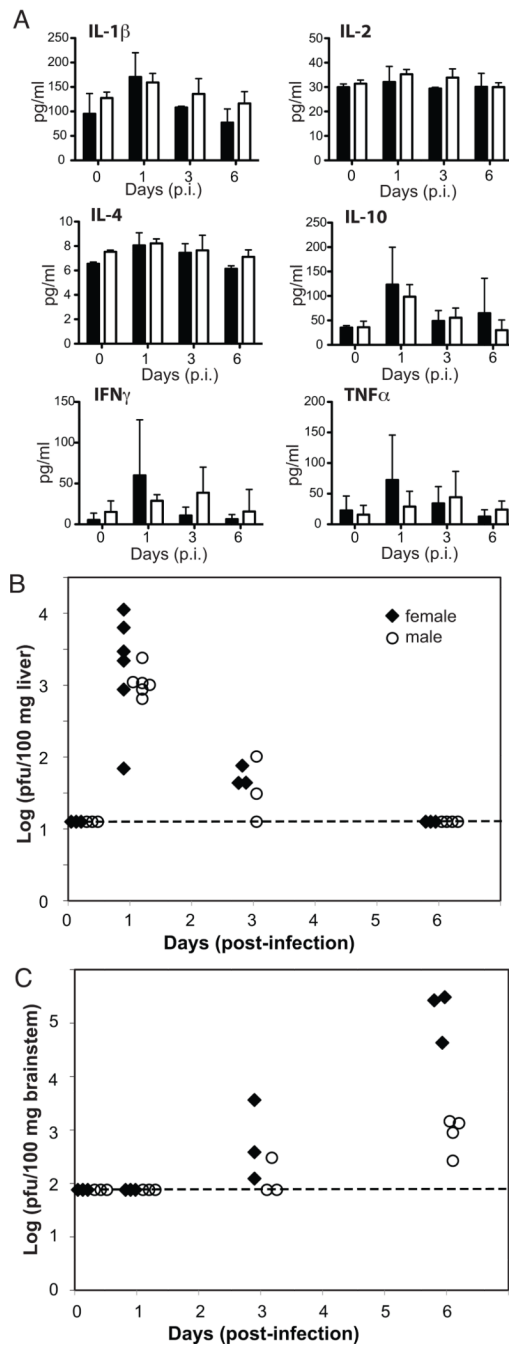 A
IL-1β
pg/ml
200
150
100
50
0
0 1 3 6
Days (p.i.)
IL-2
pg/ml
50
40
30
20
10
0
0 1 3 6
Days (p.i.)
IL-4
pg/ml
10
8
6
4
2
0
0 1 3 6
Days (p.i.)
IL-10
pg/ml
250
200
150
100
50
0
0 1 3 6
Days (p.i.)
IFNγ
pg/ml
150
100
50
0
0 1 3 6
Days (p.i.)
TNFα
pg/ml
200
150
100
50
0
0 1 3 6
Days (p.i.)
B
Log (pfu/100 mg liver)
4
3
2
1
0
female
male
0 1 2 3 4 5 6
Days (post-infection)
C
Log (pfu/100 mg brainstem)
5
4
3
2
1
0
0 1 2 3 4 5 6
Days (post-infection)